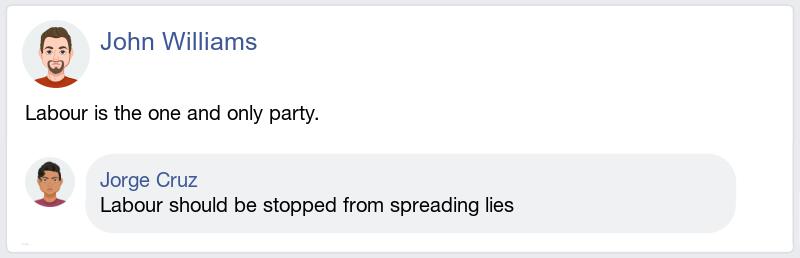 John Williams
Labour is the one and only party.
Jorge Cruz
Labour should be stopped from spreading lies